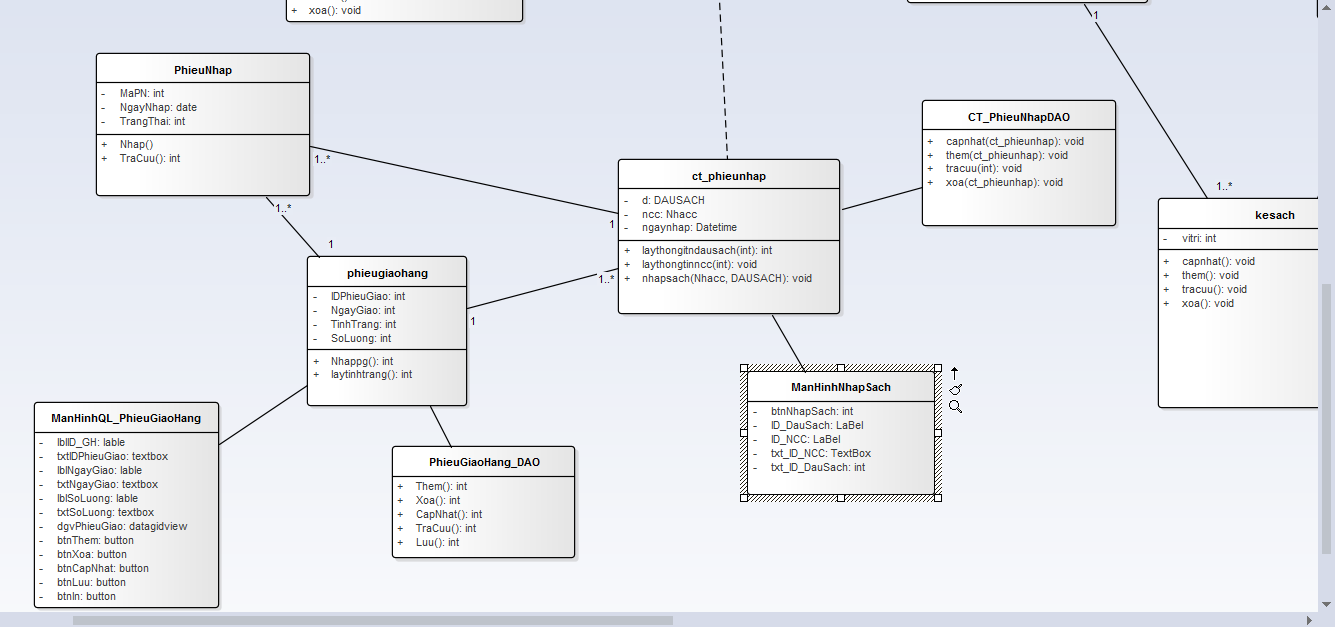 + xoa(): void
PhieuNhap
- MaPN: int
- NgayNhap: date
- TrangThai: int
+ Nhap()
+ TraCuu(): int
1..*
1..*
1
phieugiaohang
- IDPhieuGiao: int
- NgayGiao: int
- TinhTrang: int
- SoLuong: int
+ Nhappg(): int
+ laytinhtrang(): int
1
1..*
1
ct_phieunhap
- d: DAUSACH
- ncc: Nhacc
- ngaynhap: Datetime
+ laythongitndausach(int): int
+ laythongtinncc(int): void
+ nhapsach(Nhacc, DAUSACH): void
CT_PhieuNhapDAO
+ capnhat(ct_phieunhap): void
+ them(ct_phieunhap): void
+ tracuu(int): void
+ xoa(ct_phieunhap): void
1
1..*
kesach
- vitri: int
+ capnhat(): void
+ them(): void
+ tracuu(): void
+ xoa(): void
ManHinhNhapSach
- btnNhapSach: int
- ID_DauSach: LaBel
- ID_NCC: LaBel
- txt_ID_NCC: TextBox
- txt_ID_DauSach: int
ManHinhQL_PhieuGiaoHang
- lblID_GH: lable
- txtIDPhieuGiao: textbox
- lblNgayGiao: lable
- txtNgayGiao: textbox
- lblSoLuong: lable
- txtSoLuong: textbox
- dgvPhieuGiao: datagidview
- btnThem: button
- btnXoa: button
- btnCapNhat: button
- btnLuu: button
- btnIn: button
PhieuGiaoHang_DAO
+ Them(): int
+ Xoa(): int
+ CapNhat(): int
+ TraCuu(): int
+ Luu(): int